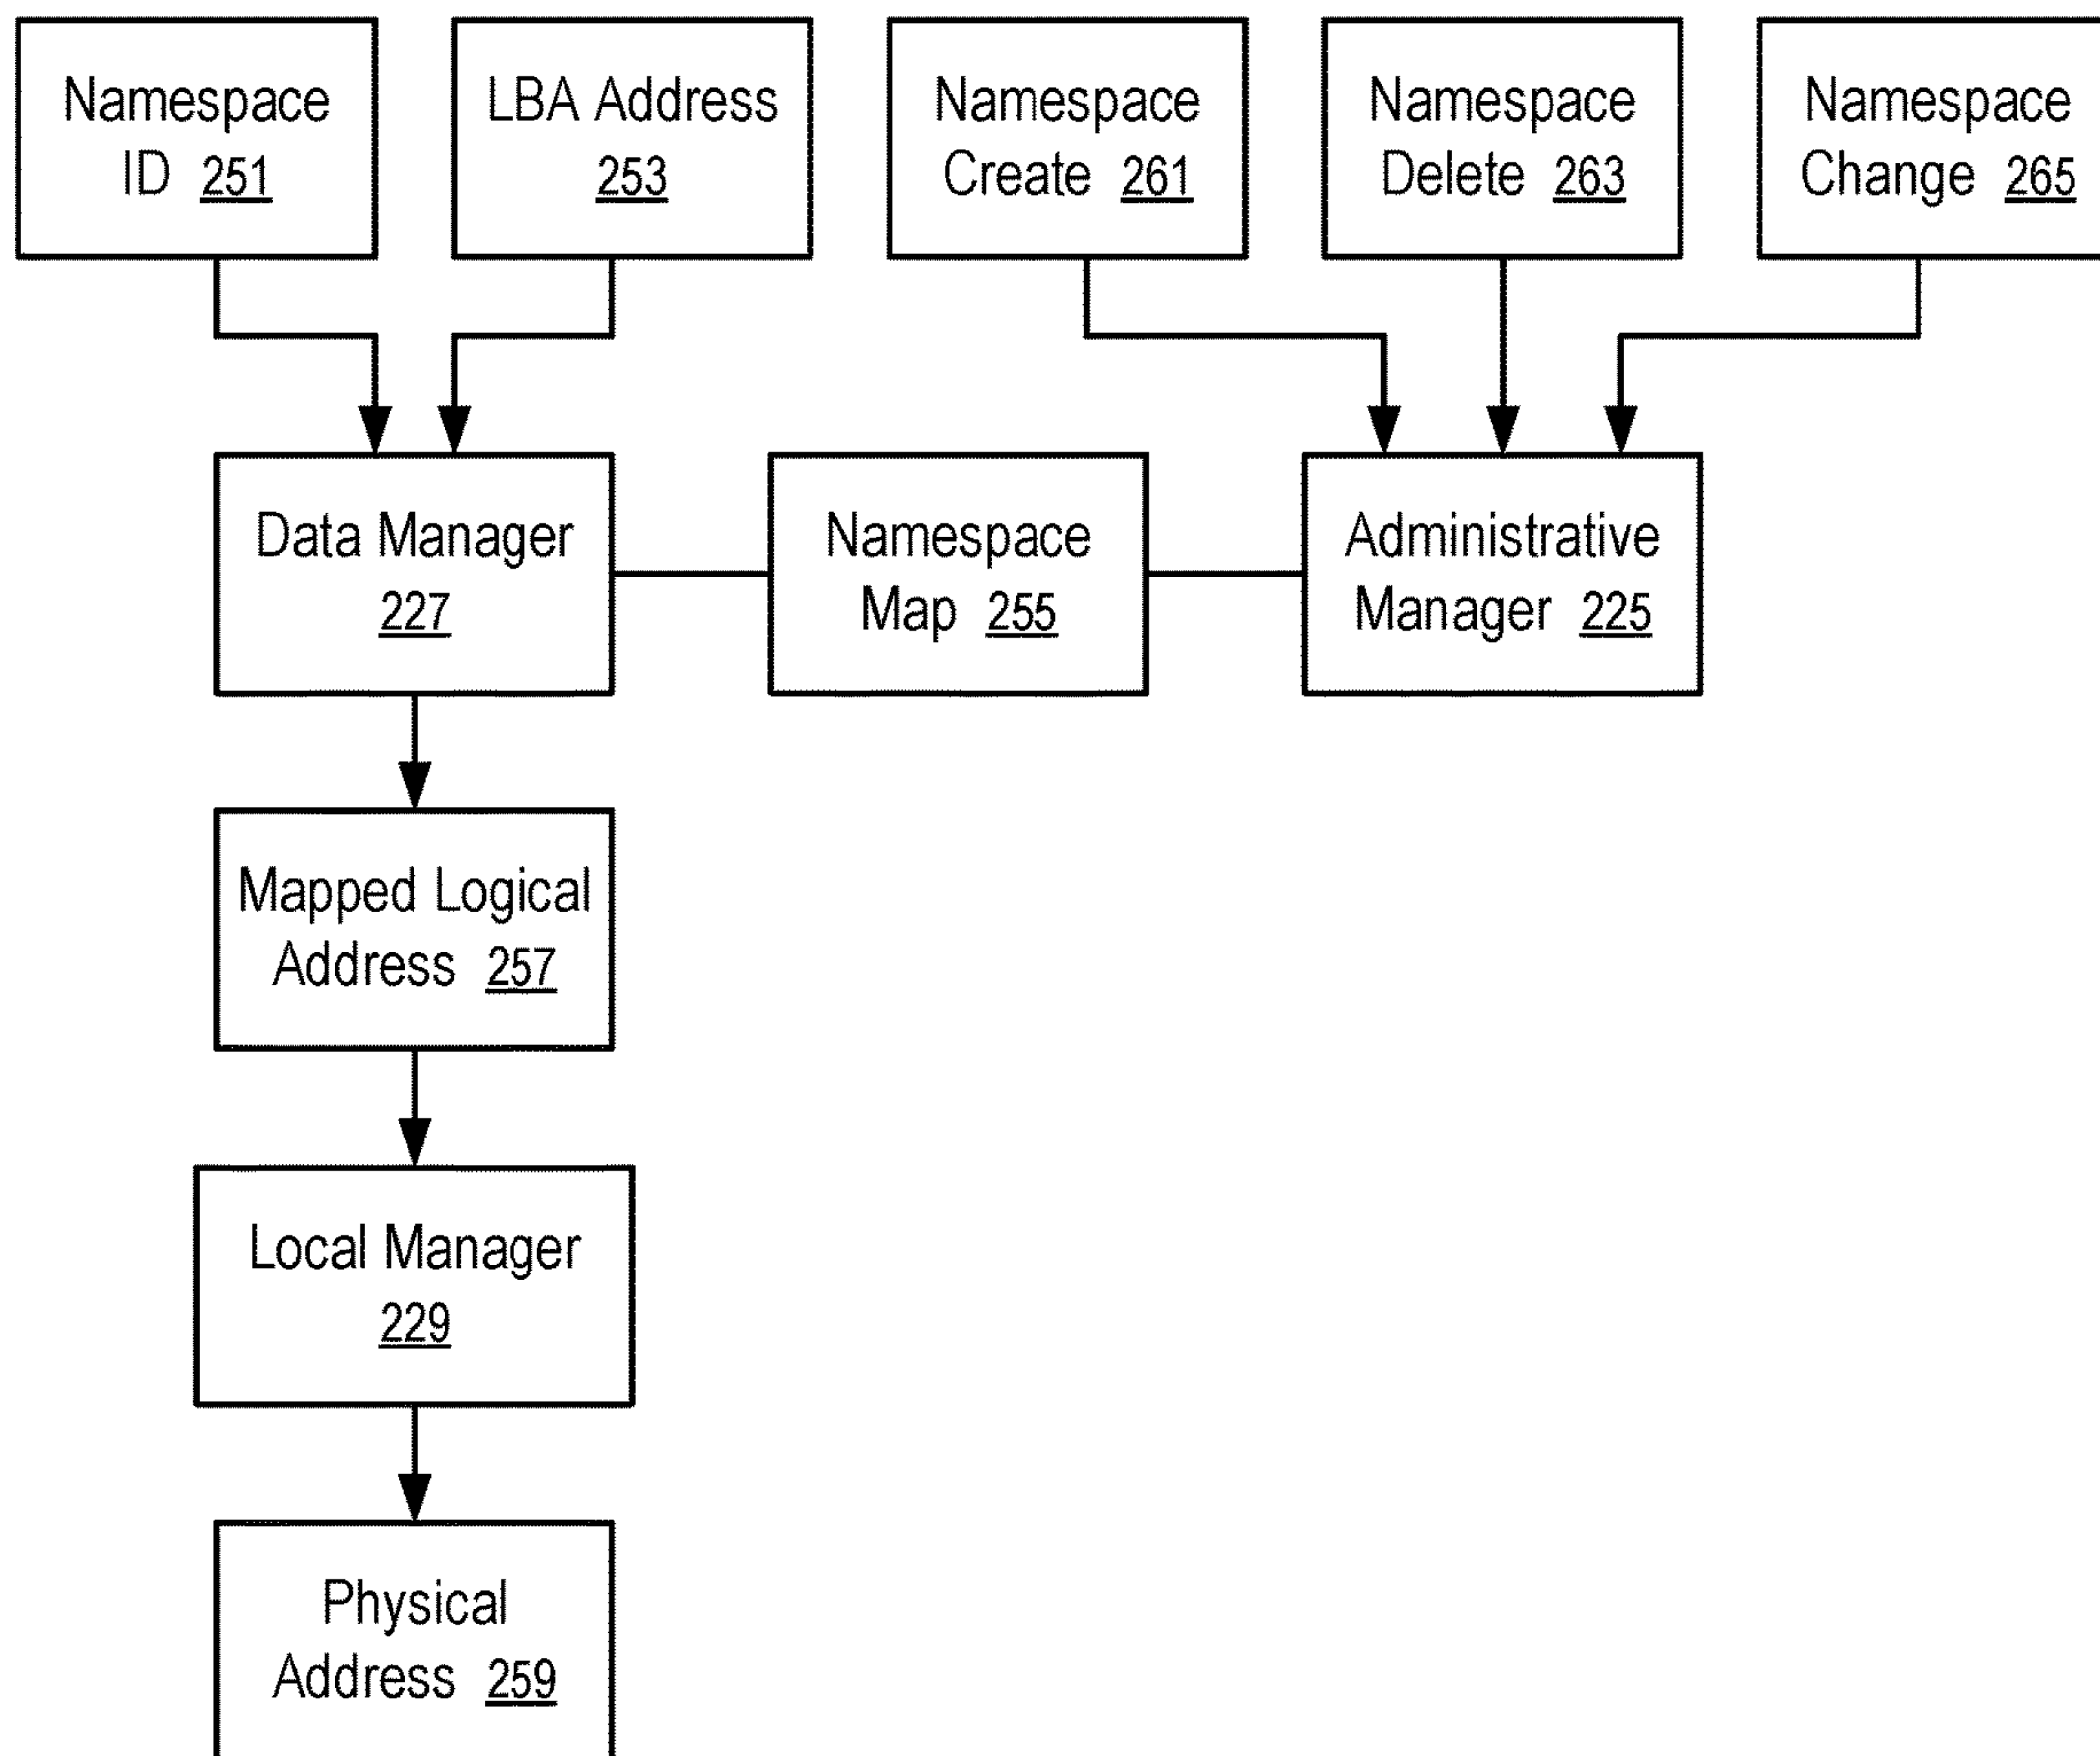 Namespace
ID 251
LBA Address
253
Namespace
Create 261
Namespace
Delete 263
Namespace
Change 265
Data Manager
227
Namespace
Map 255
Administrative
Manager 225
Mapped Logical
Address 257
Local Manager
229
Physical
Address 259